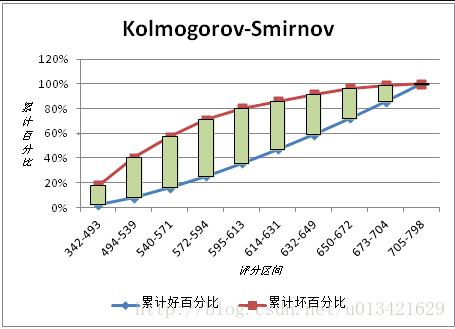 Kolmogorov-Smirnov
120%
100%
80%
60%
40%
20%
0%
累计百分比
342-493
494-539
540-571
572-594
595-613
614-631
632-649
650-672
673-704
705-798
评分区间
累计好百分比
累计坏百分比
http://blog.csdn.net/u013421629